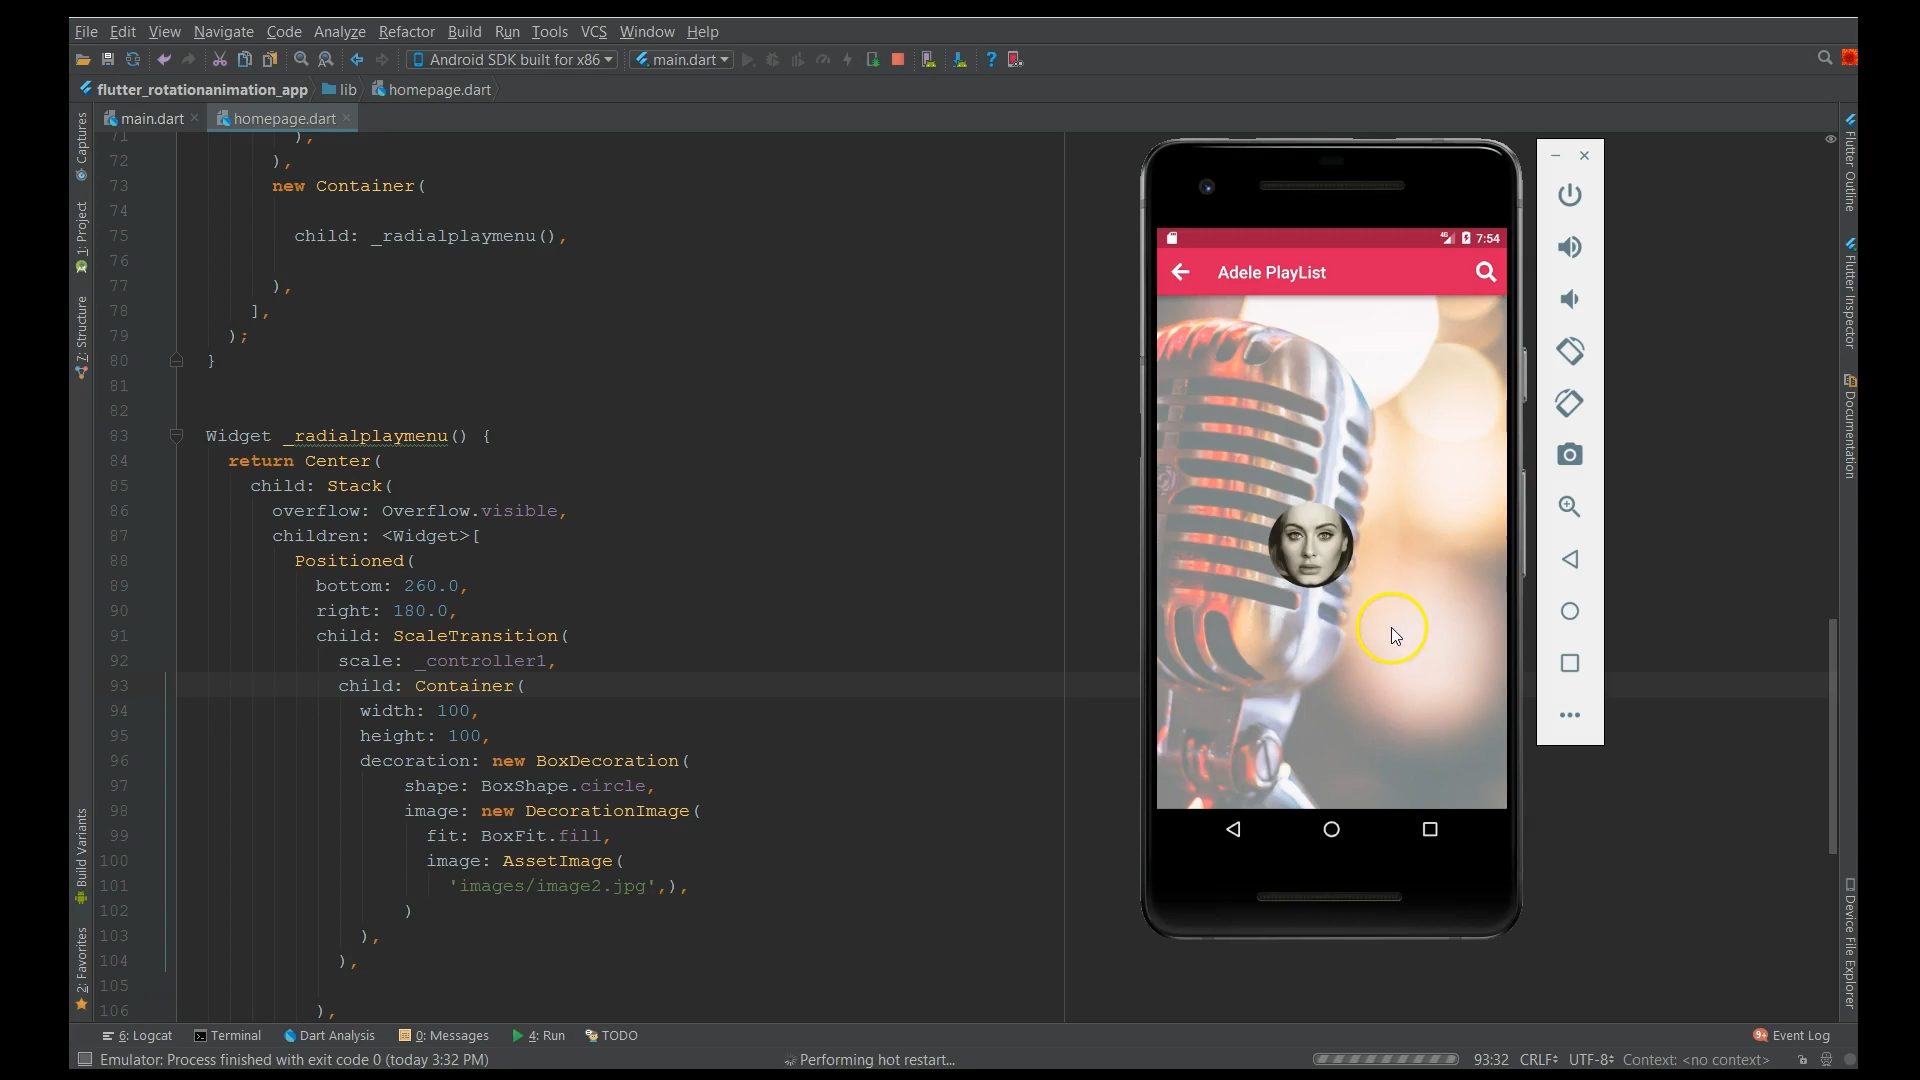 File Edit View Navigate Code Analyze Refactor Build Run Tools VCS Window Help
Android SDK built for x86 main.dart
flutter_rotationanimation_app lib homepage.dart
main.dart homepage.dart
71 ),
72 ),
73 new Container(
74
75 child: _radialplaymenu(),
76
77 ),
78 ],
79 );
80 }
81
82
83 Widget _radialplaymenu() {
84 return Center(
85 child: Stack(
86 overflow: Overflow.visible,
87 children: <Widget>[
88 Positioned(
89 bottom: 260.0,
90 right: 180.0,
91 child: ScaleTransition(
92 scale: _controller1,
93 child: Container(
94 width: 100,
95 height: 100,
96 decoration: new BoxDecoration(
97 shape: BoxShape.circle,
98 image: new DecorationImage(
99 fit: BoxFit.fill,
100 image: AssetImage(
101 'images/image2.jpg',),
102 )
103 ),
104 ),
105
106 ),
Captures
1: Project
7: Structure
Build Variants
2: Favorites
7:54
Adele PlayList
Flutter Outline
Flutter Inspector
Documentation
Device File Explorer
6: Logcat Terminal Dart Analysis 0: Messages 4: Run TODO 9+ Event Log
Emulator: Process finished with exit code 0 (today 3:32 PM) Performing hot restart... 93:32 CRLF UTF-8 Context: <no context>